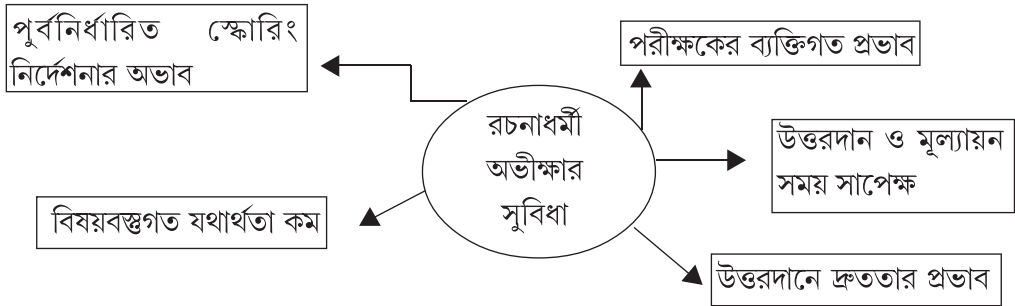 পুর্বনির্ধারিত স্কোরিং
নির্দেশনার অভাব
পরীক্ষকের ব্যক্তিগত প্রভাব
রচনাধর্মী
অভীক্ষার
সুবিধা
উত্তরদান ও মূল্যায়ন
সময় সাপেক্ষ
বিষয়বস্তুগত যথার্থতা কম
উত্তরদানে দ্রুততার প্রভাব